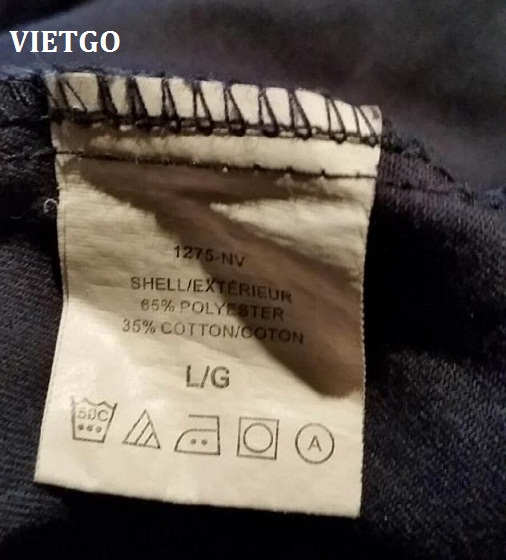 VIETGO
1275-NV
SHELL/EXTÉRIEUR
65% POLYESTER
35% COTTON/COTON
L/G
50C
A